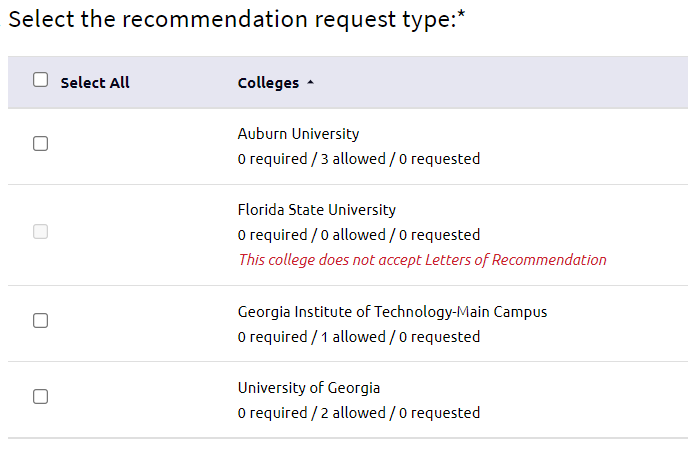 Select the recommendation request type:*
Select All Colleges
Auburn University
0 required / 3 allowed / 0 requested
Florida State University
0 required / 0 allowed / 0 requested
This college does not accept Letters of Recommendation
Georgia Institute of Technology-Main Campus
0 required / 1 allowed / 0 requested
University of Georgia
0 required / 2 allowed / 0 requested